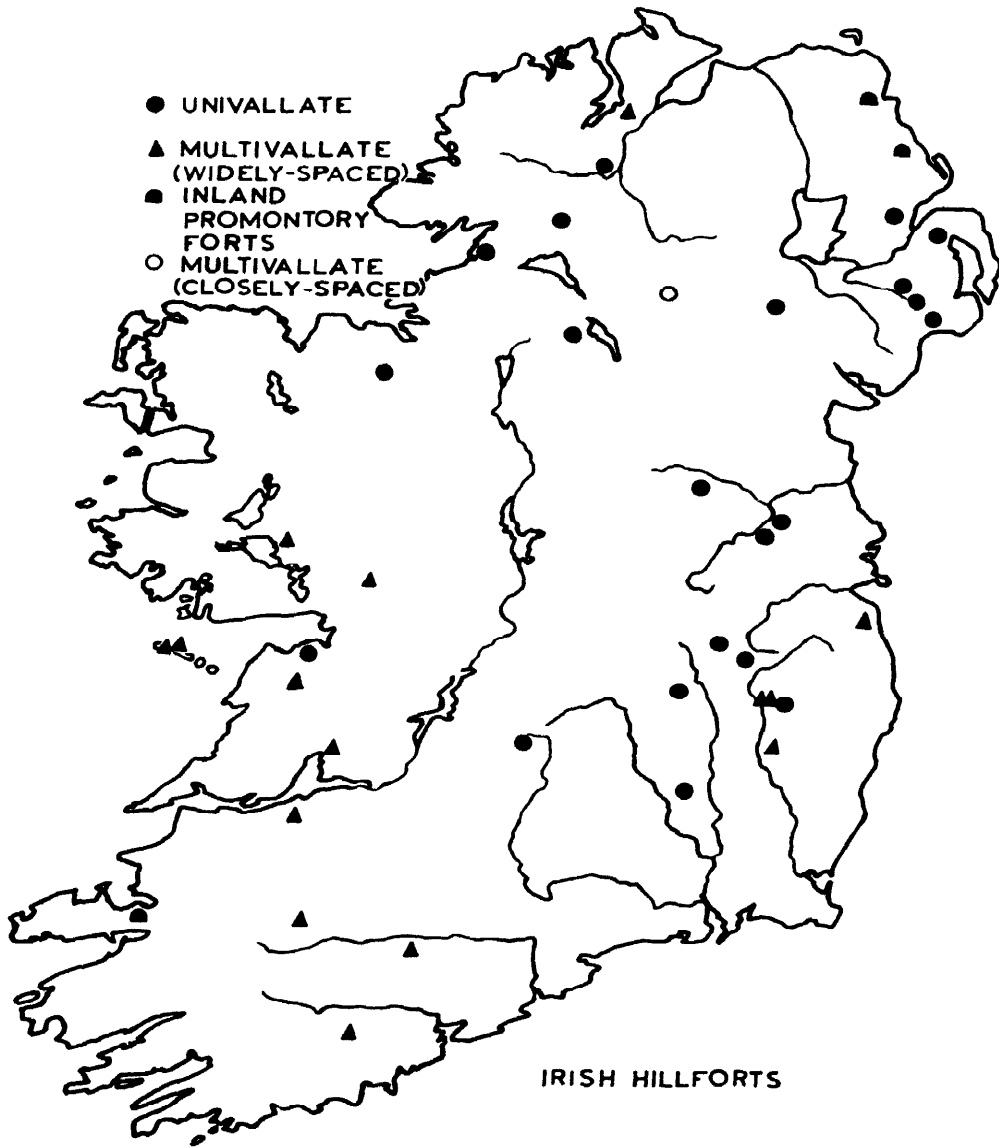 UNIVALLATE
MULTIVALLATE
(WIDELY-SPACED)
INLAND
PROMONTORY
FORTS
MULTIVALLATE
(CLOSELY-SPACED)
IRISH HILLFORTS